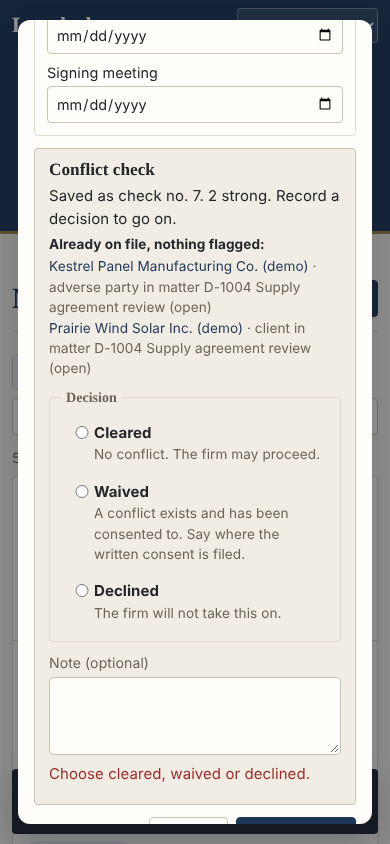 mm/dd/yyyy
Signing meeting
mm/dd/yyyy
Conflict check
Saved as check no. 7. 2 strong. Record a
decision to go on.
Already on file, nothing flagged:
Kestrel Panel Manufacturing Co. (demo) ·
adverse party in matter D-1004 Supply
agreement review (open)
Prairie Wind Solar Inc. (demo) · client in
matter D-1004 Supply agreement review
(open)
Decision
Cleared
No conflict. The firm may proceed.
Waived
A conflict exists and has been
consented to. Say where the
written consent is filed.
Declined
The firm will not take this on.
Note (optional)
Choose cleared, waived or declined.